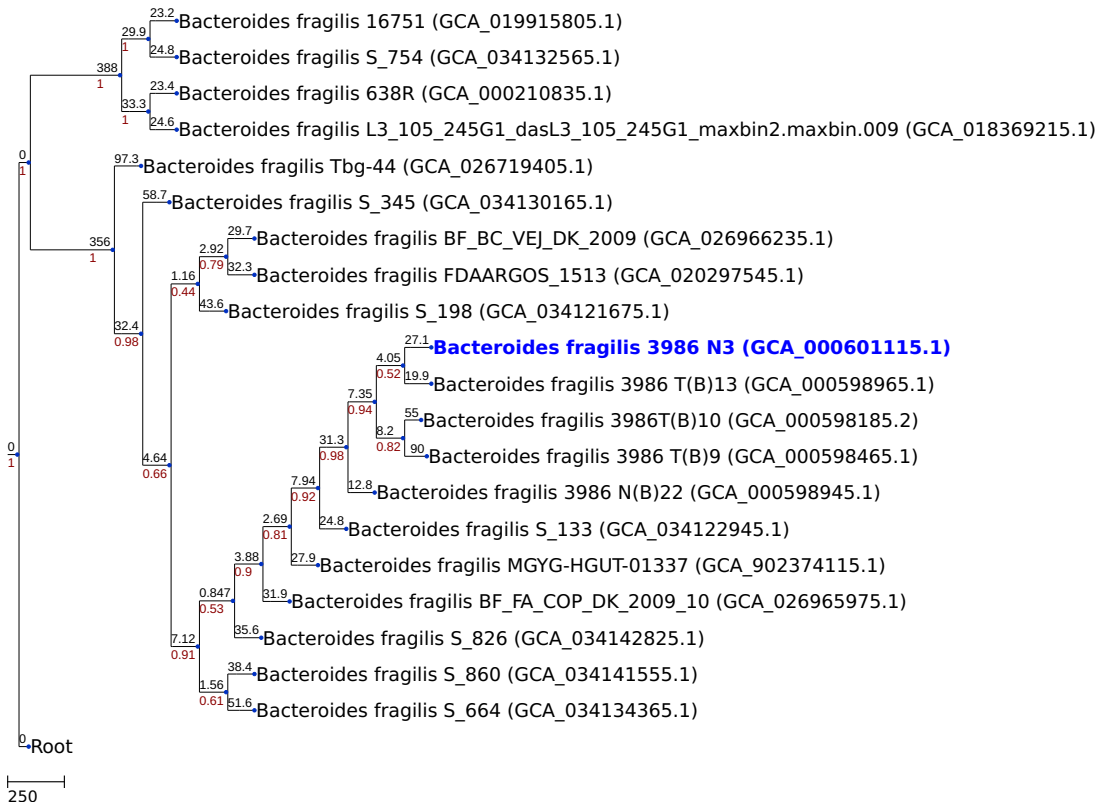 23.2
Bacteroides fragilis 16751 (GCA_019915805.1)
29.9
1
24.8
Bacteroides fragilis S_754 (GCA_034132565.1)
388
1
23.4
Bacteroides fragilis 638R (GCA_000210835.1)
33.3
1
24.6
Bacteroides fragilis L3_105_245G1_dasL3_105_245G1_maxbin2.maxbin.009 (GCA_018369215.1)
0
1
97.3
Bacteroides fragilis Tbg-44 (GCA_026719405.1)
58.7
Bacteroides fragilis S_345 (GCA_034130165.1)
356
1
29.7
Bacteroides fragilis BF_BC_VEJ_DK_2009 (GCA_026966235.1)
2.92
0.79
32.3
Bacteroides fragilis FDAARGOS_1513 (GCA_020297545.1)
1.16
0.44
43.6
Bacteroides fragilis S_198 (GCA_034121675.1)
32.4
0.98
27.1
Bacteroides fragilis 3986 N3 (GCA_000601115.1)
4.05
0.52
19.9
Bacteroides fragilis 3986 T(B)13 (GCA_000598965.1)
7.35
0.94
55
Bacteroides fragilis 3986T(B)10 (GCA_000598185.2)
8.2
0.82
90
Bacteroides fragilis 3986 T(B)9 (GCA_000598465.1)
31.3
0.98
12.8
Bacteroides fragilis 3986 N(B)22 (GCA_000598945.1)
0
1
4.64
0.66
7.94
0.92
24.8
Bacteroides fragilis S_133 (GCA_034122945.1)
2.69
0.81
27.9
Bacteroides fragilis MGYG-HGUT-01337 (GCA_902374115.1)
3.88
0.9
31.9
Bacteroides fragilis BF_FA_COP_DK_2009_10 (GCA_026965975.1)
0.847
0.53
35.6
Bacteroides fragilis S_826 (GCA_034142825.1)
7.12
0.91
38.4
Bacteroides fragilis S_860 (GCA_034141555.1)
1.56
0.61
51.6
Bacteroides fragilis S_664 (GCA_034134365.1)
0
Root
250